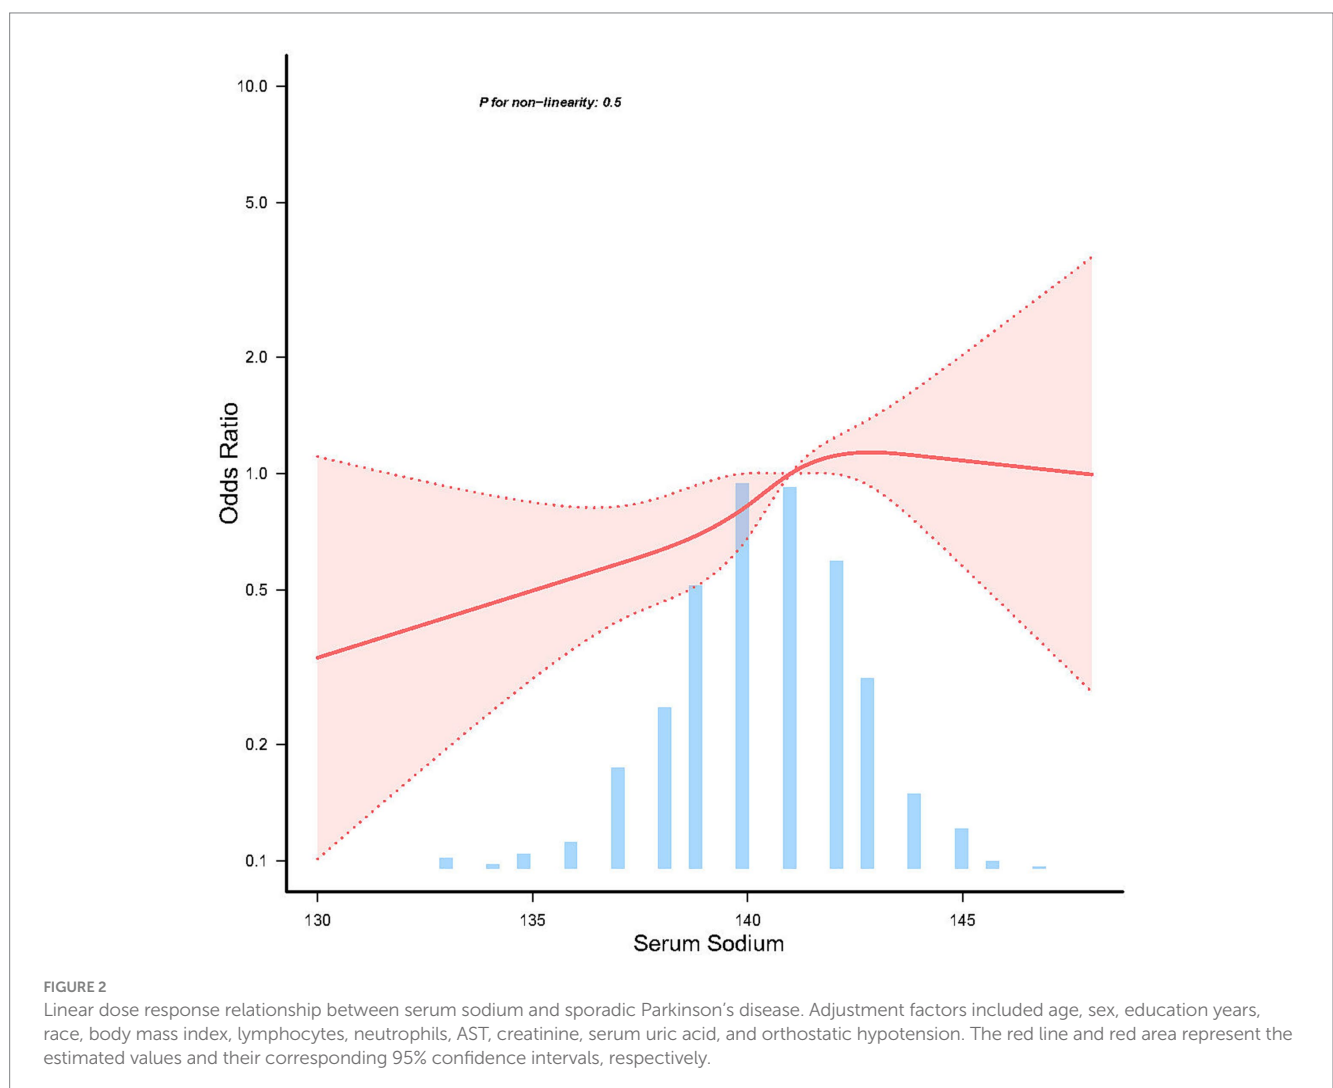 P for non−linearity: 0.5
10.0
5.0
2.0
1.0
0.5
0.2
0.1
Odds Ratio
130 135 140 145
Serum Sodium
FIGURE 2
Linear dose response relationship between serum sodium and sporadic Parkinson’s disease. Adjustment factors included age, sex, education years,
race, body mass index, lymphocytes, neutrophils, AST, creatinine, serum uric acid, and orthostatic hypotension. The red line and red area represent the
estimated values and their corresponding 95% confidence intervals, respectively.